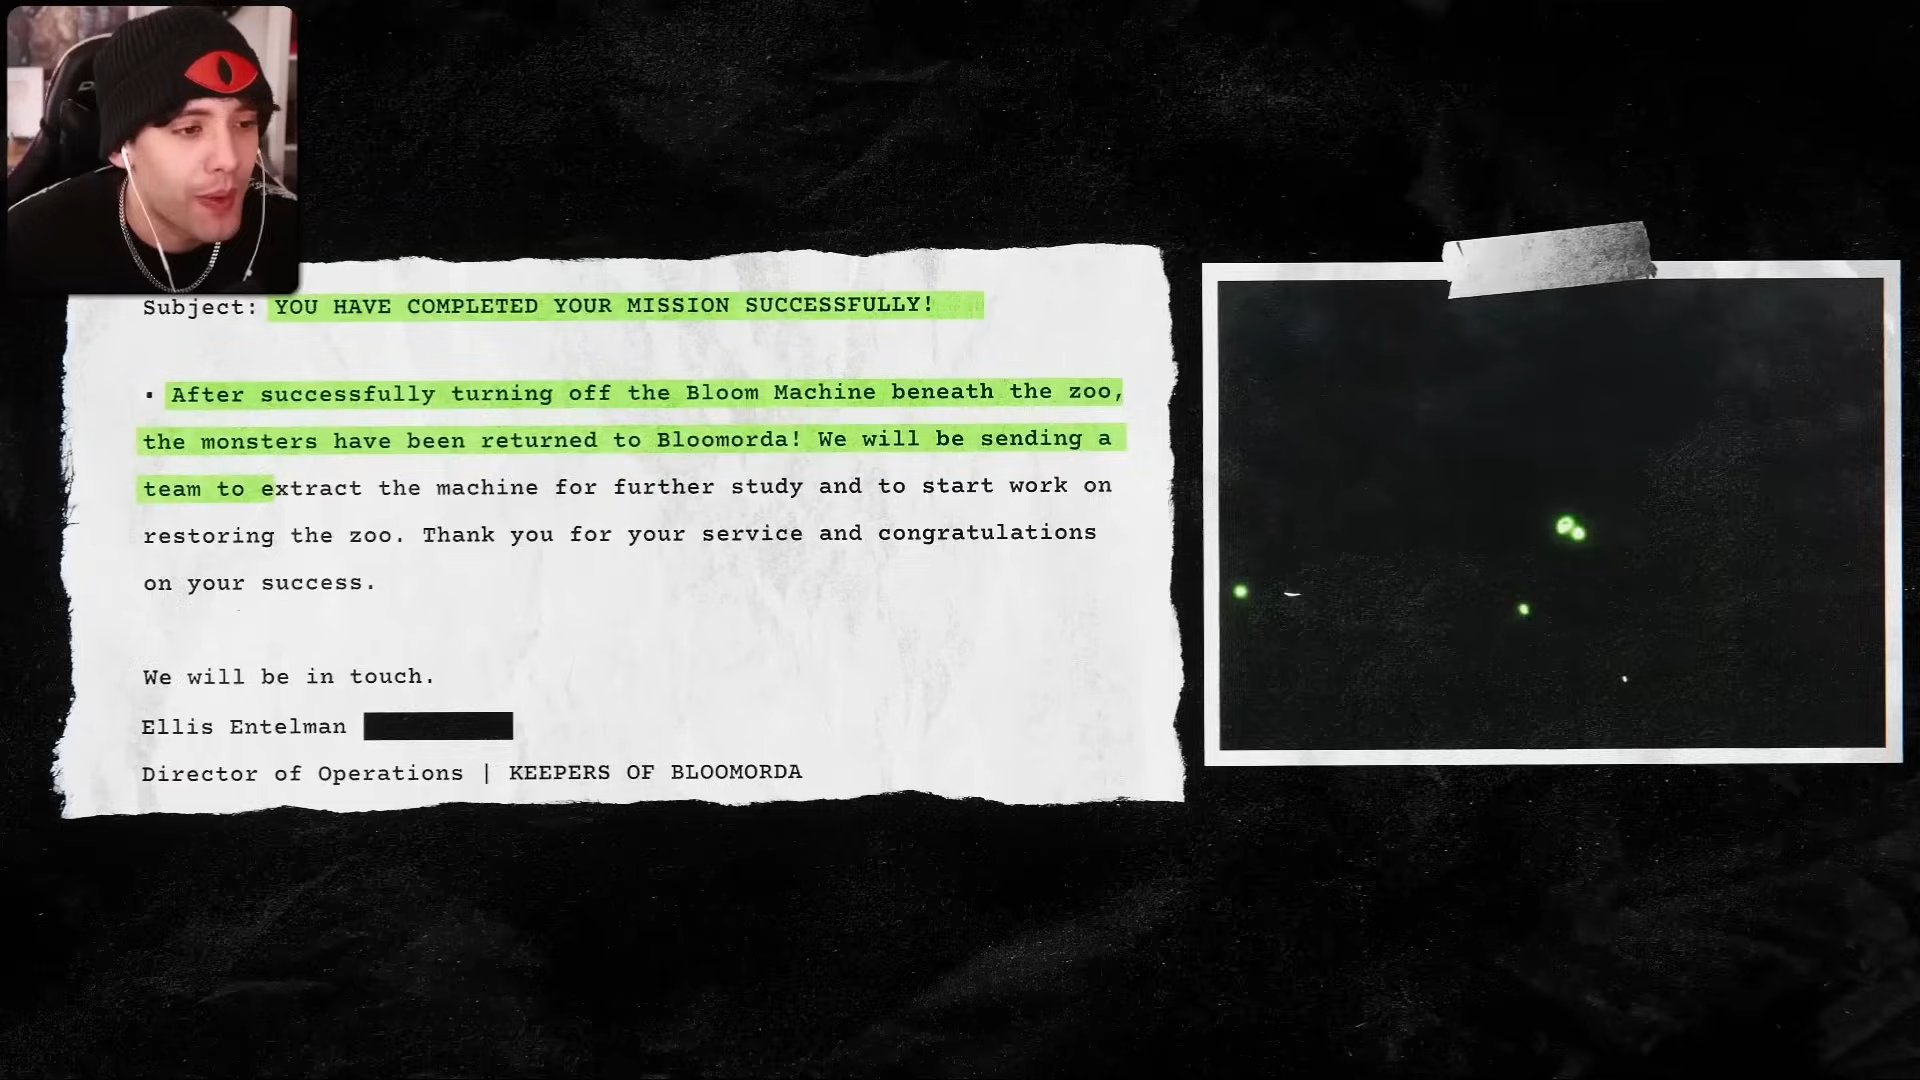 Subject: YOU HAVE COMPLETED YOUR MISSION SUCCESSFULLY!
▪ After successfully turning off the Bloom Machine beneath the zoo,
the monsters have been returned to Bloomorda! We will be sending a
team to extract the machine for further study and to start work on
restoring the zoo. Thank you for your service and congratulations
on your success.
We will be in touch.
Ellis Entelman
Director of Operations | KEEPERS OF BLOOMORDA